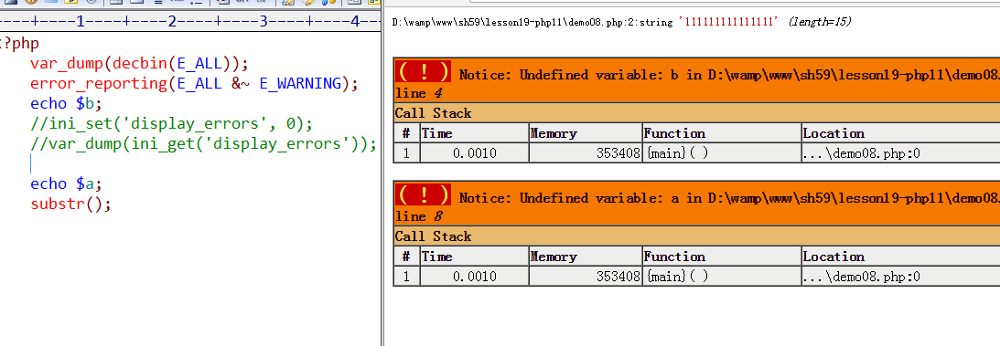 ----+----1----+----2----+----3----+----4----
<?php
var_dump(decbin(E_ALL));
error_reporting(E_ALL &~ E_WARNING);
echo $b;
//ini_set('display_errors', 0);
//var_dump(ini_get('display_errors'));
echo $a;
substr();
D:\wamp\www\sh59\lesson19-php11\demo08.php:2:string '111111111111111' (length=15)
( ! ) Notice: Undefined variable: b in D:\wamp\www\sh59\lesson19-php11\demo08.
line 4
Call Stack
# Time Memory Function Location
1 0.0010 353408 {main}( ) ...\demo08.php:0
( ! ) Notice: Undefined variable: a in D:\wamp\www\sh59\lesson19-php11\demo08.
line 8
Call Stack
# Time Memory Function Location
1 0.0010 353408 {main}( ) ...\demo08.php:0